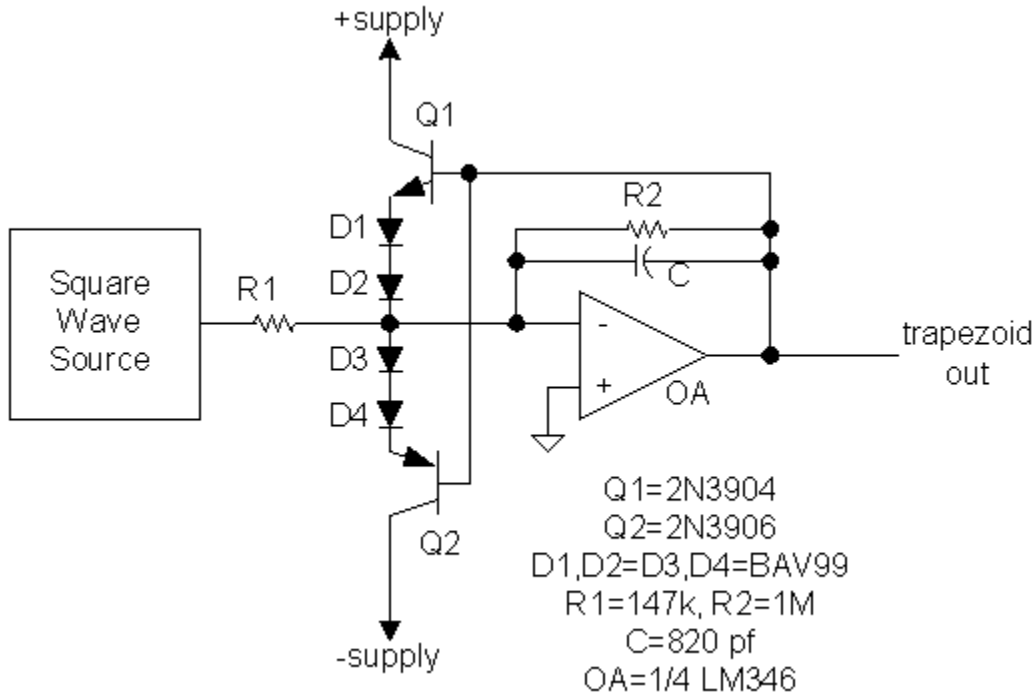 +supply
Q1
R2
D1
C
Square
Wave
Source
R1
D2
-
trapezoid
out
D3
+
OA
D4
Q2
Q1=2N3904
Q2=2N3906
D1,D2=D3,D4=BAV99
R1=147k, R2=1M
C=820 pf
OA=1/4 LM346
-supply